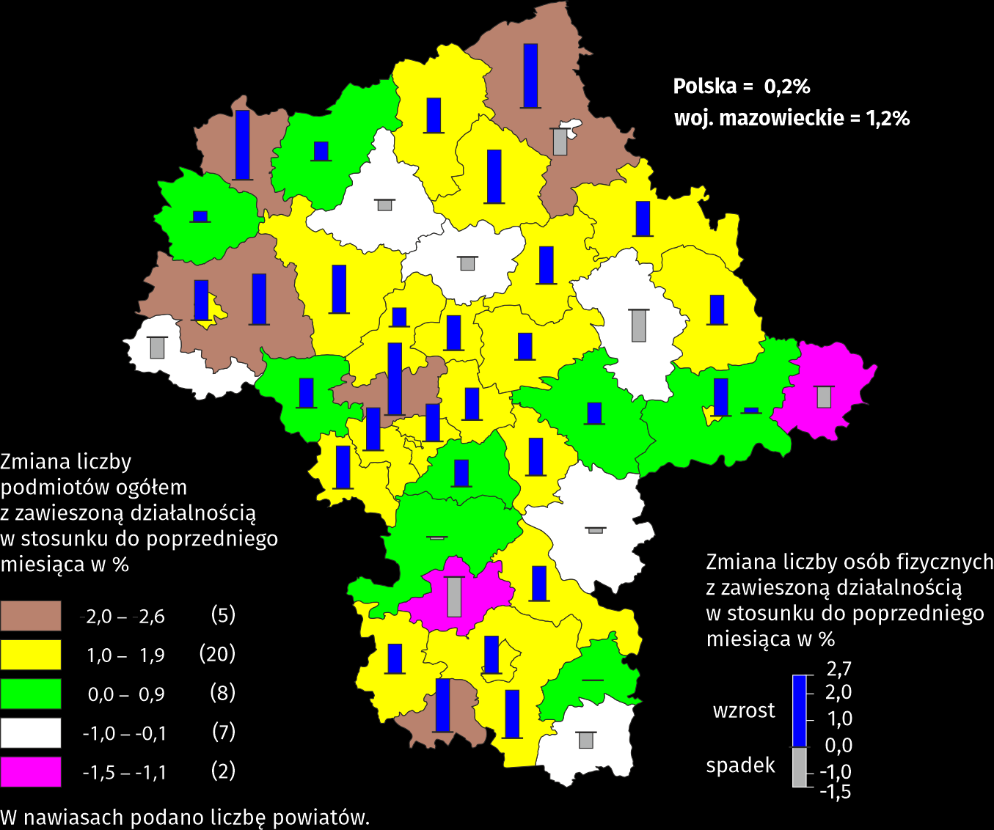 Polska = 0,2%
woj. mazowieckie = 1,2%
Zmiana liczby
podmiotów ogółem
z zawieszoną działalnością
w stosunku do poprzedniego
miesiąca w %
2,0 – 2,6 (5)
1,0 – 1,9 (20)
0,0 – 0,9 (8)
-1,0 – -0,1 (7)
-1,5 – -1,1 (2)
W nawiasach podano liczbę powiatów.
Zmiana liczby osób fizycznych
z zawieszoną działalnością
w stosunku do poprzedniego
miesiąca w %
2,7
2,0
wzrost
1,0
0,0
spadek
-1,0
-1,5